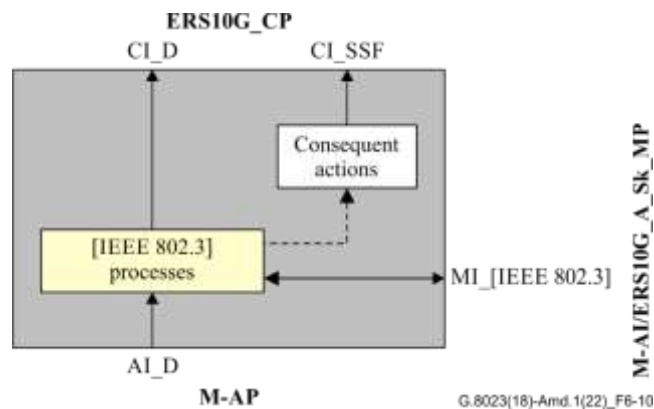 ERS10G_CP
CI_D
CI_SSF
Consequent
actions
[IEEE 802.3]
processes
MI_[IEEE 802.3]
M-AI/ERS10G_A_Sk_MP
AI_D
M-AP
G.8023(18)-Amd.1(22)_F6-10